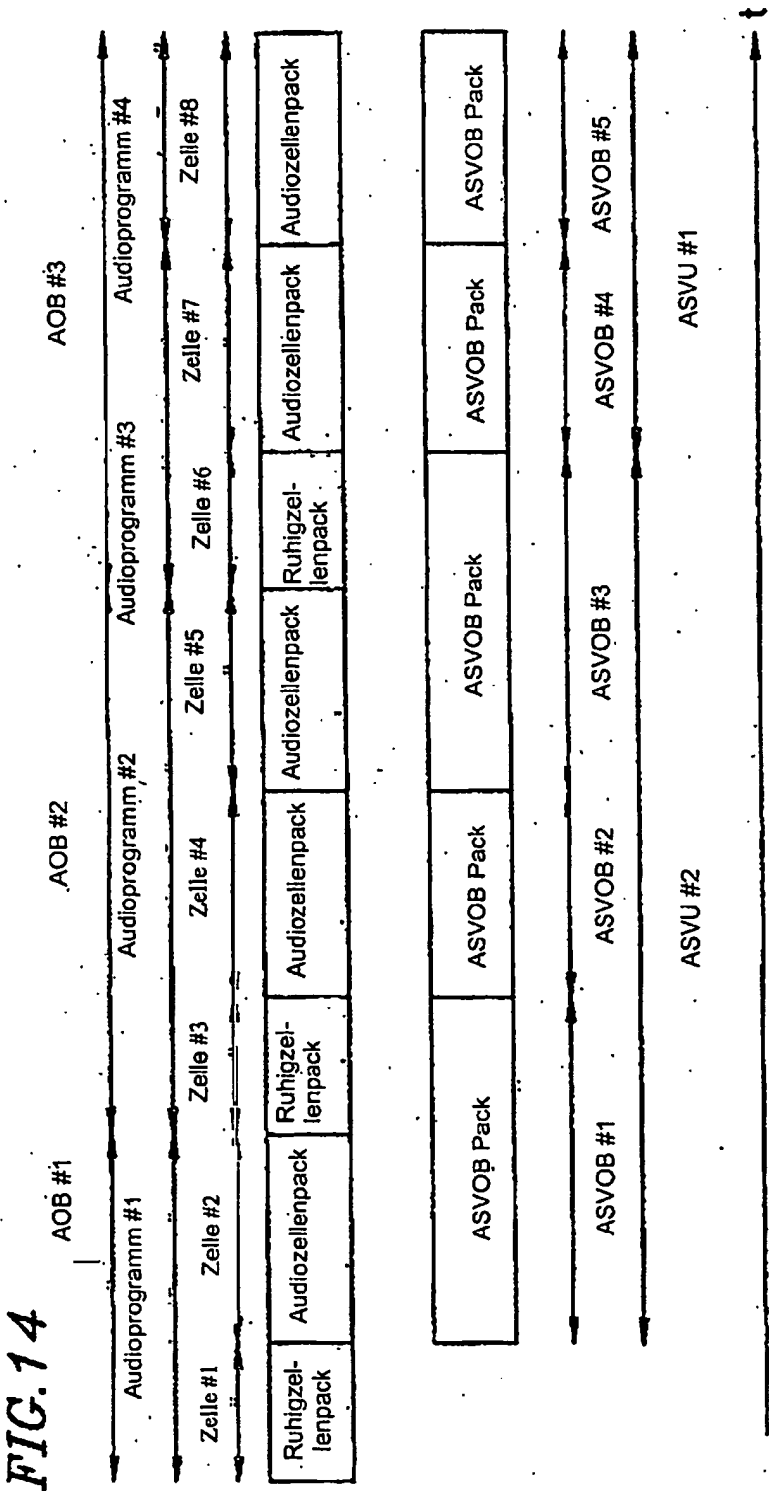 FIG.14
AOB #1 AOB #2 AOB #3
Audioprogramm #1 Audioprogramm #2 Audioprogramm #3 Audioprogramm #4
Zelle #1 Zelle #2 Zelle #3 Zelle #4 Zelle #5 Zelle #6 Zelle #7 Zelle #8
Ruhigzel-
lenpack
Audiozellenpack
Ruhigzel-
lenpack
Audiozellenpack
Audiozellenpack
Ruhigzel-
lenpack
Audiozellenpack
Audiozellenpack
ASVOB Pack ASVOB Pack ASVOB Pack ASVOB Pack ASVOB Pack
ASVOB #1 ASVOB #2 ASVOB #3 ASVOB #4 ASVOB #5
ASVU #2 ASVU #1
t